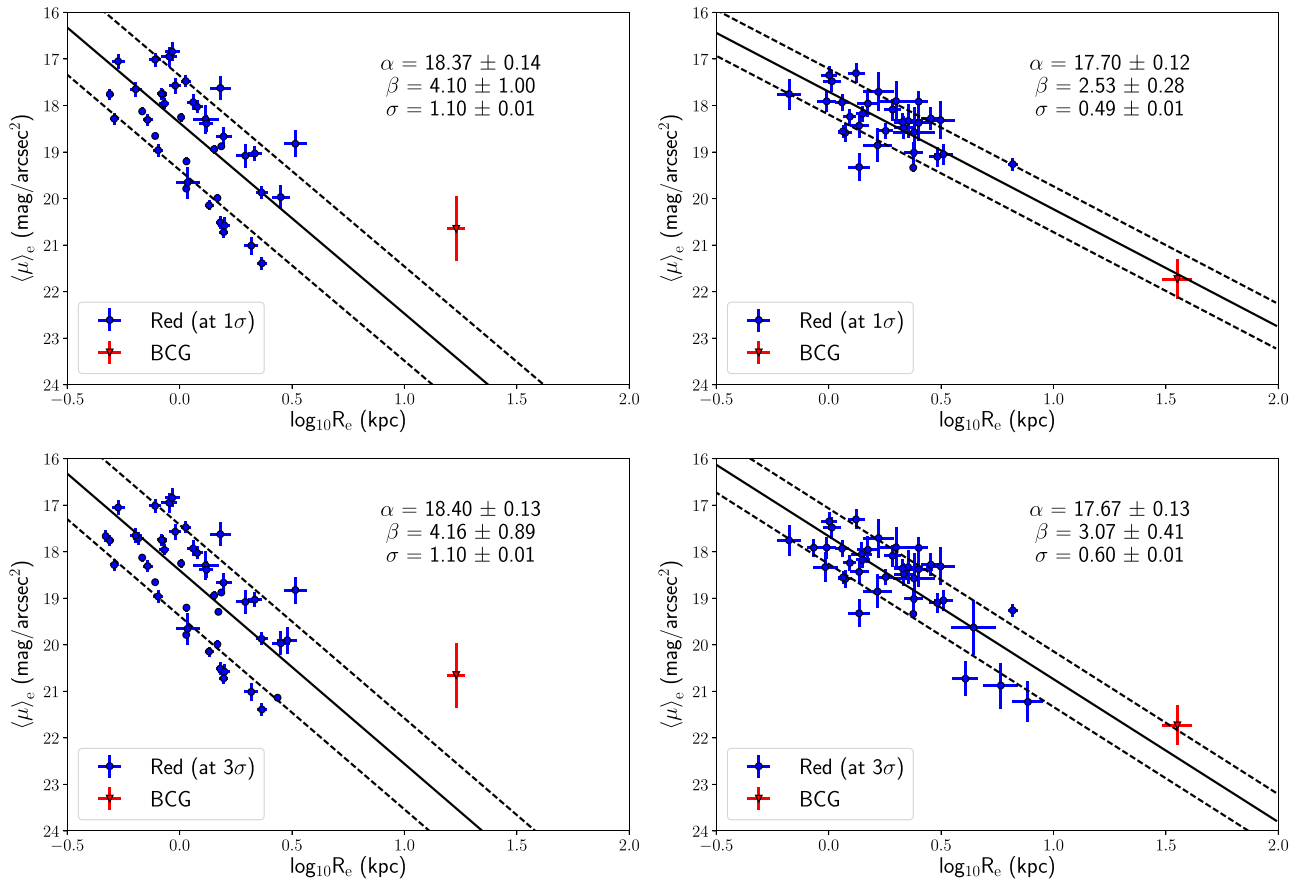 16
17
18
19
20
21
22
23
24
⟨μ⟩e (mag/arcsec²)
α = 18.37 ± 0.14
β = 4.10 ± 1.00
σ = 1.10 ± 0.01
Red (at 1σ)
BCG
−0.5 0.0 0.5 1.0 1.5 2.0
log₁₀Rₑ (kpc)
16
17
18
19
20
21
22
23
24
⟨μ⟩e (mag/arcsec²)
α = 17.70 ± 0.12
β = 2.53 ± 0.28
σ = 0.49 ± 0.01
Red (at 1σ)
BCG
−0.5 0.0 0.5 1.0 1.5 2.0
log₁₀Rₑ (kpc)
16
17
18
19
20
21
22
23
24
⟨μ⟩e (mag/arcsec²)
α = 18.40 ± 0.13
β = 4.16 ± 0.89
σ = 1.10 ± 0.01
Red (at 3σ)
BCG
−0.5 0.0 0.5 1.0 1.5 2.0
log₁₀Rₑ (kpc)
16
17
18
19
20
21
22
23
24
⟨μ⟩e (mag/arcsec²)
α = 17.67 ± 0.13
β = 3.07 ± 0.41
σ = 0.60 ± 0.01
Red (at 3σ)
BCG
−0.5 0.0 0.5 1.0 1.5 2.0
log₁₀Rₑ (kpc)